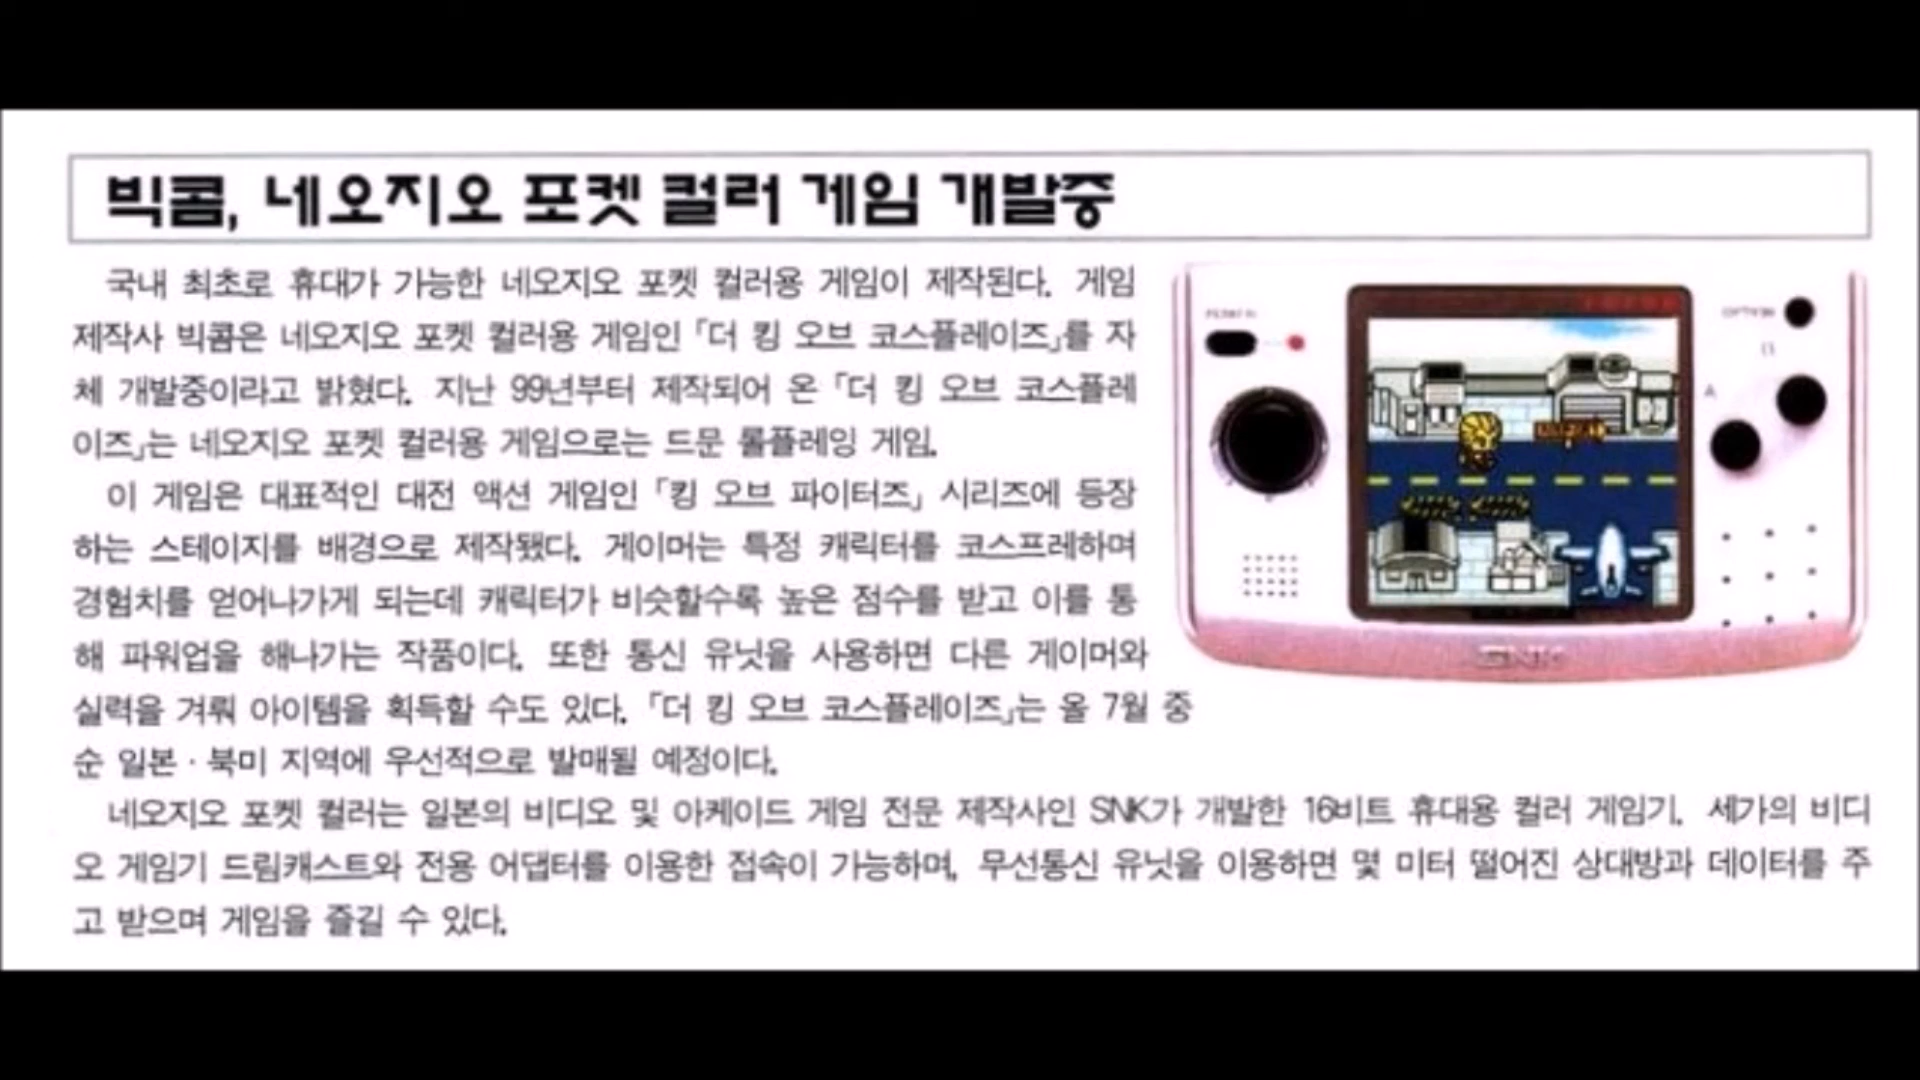 빅콤, 네오지오 포켓 컬러 게임 개발중
국내 최초로 휴대가 가능한 네오지오 포켓 컬러용 게임이 제작된다. 게임
제작사 빅콤은 네오지오 포켓 컬러용 게임인 「더 킹 오브 코스플레이즈」를 자
체 개발중이라고 밝혔다. 지난 99년부터 제작되어 온 「더 킹 오브 코스플레
이즈」는 네오지오 포켓 컬러용 게임으로는 드문 롤플레잉 게임.
이 게임은 대표적인 대전 액션 게임인 「킹 오브 파이터즈」 시리즈에 등장
하는 스테이지를 배경으로 제작됐다. 게이머는 특정 캐릭터를 코스프레하며
경험치를 얻어나가게 되는데 캐릭터가 비슷할수록 높은 점수를 받고 이를 통
해 파워업을 해나가는 작품이다. 또한 통신 유닛을 사용하면 다른 게이머와
실력을 겨뤄 아이템을 획득할 수도 있다. 「더 킹 오브 코스플레이즈」는 올 7월 중
순 일본·북미 지역에 우선적으로 발매될 예정이다.
네오지오 포켓 컬러는 일본의 비디오 및 아케이드 게임 전문 제작사인 SNK가 개발한 16비트 휴대용 컬러 게임기. 세가의 비디
오 게임기 드림캐스트와 전용 어댑터를 이용한 접속이 가능하며, 무선통신 유닛을 이용하면 몇 미터 떨어진 상대방과 데이터를 주
고 받으며 게임을 즐길 수 있다.
OPTION
B
A
SNK